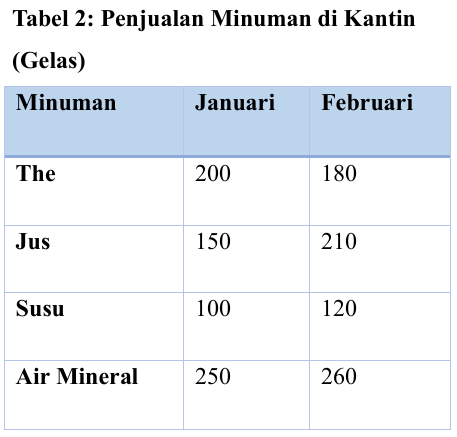 Tabel 2: Penjualan Minuman di Kantin
(Gelas)
Minuman Januari Februari
The 200 180
Jus 150 210
Susu 100 120
Air Mineral 250 260